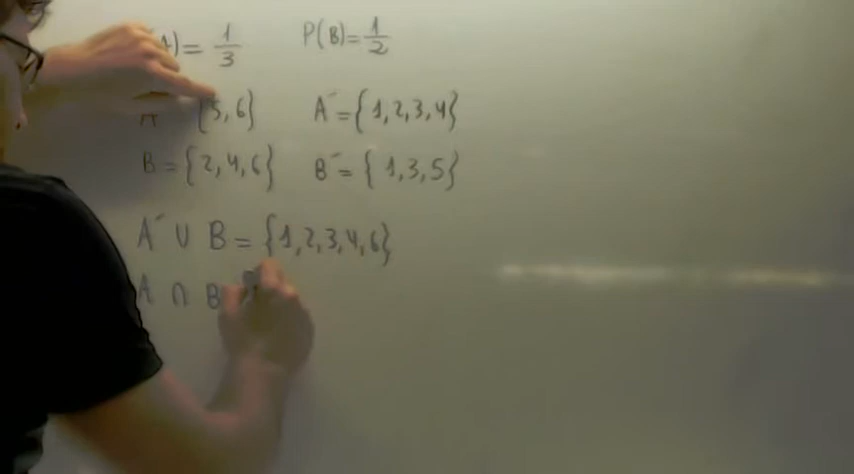 A) = 1/3 P(B) = 1/2
{5, 6} A⁻ = {1, 2, 3, 4}
B = {2, 4, 6} B⁻ = {1, 3, 5}
A⁻ ∪ B = {1, 2, 3, 4, 6}
A ∩ B